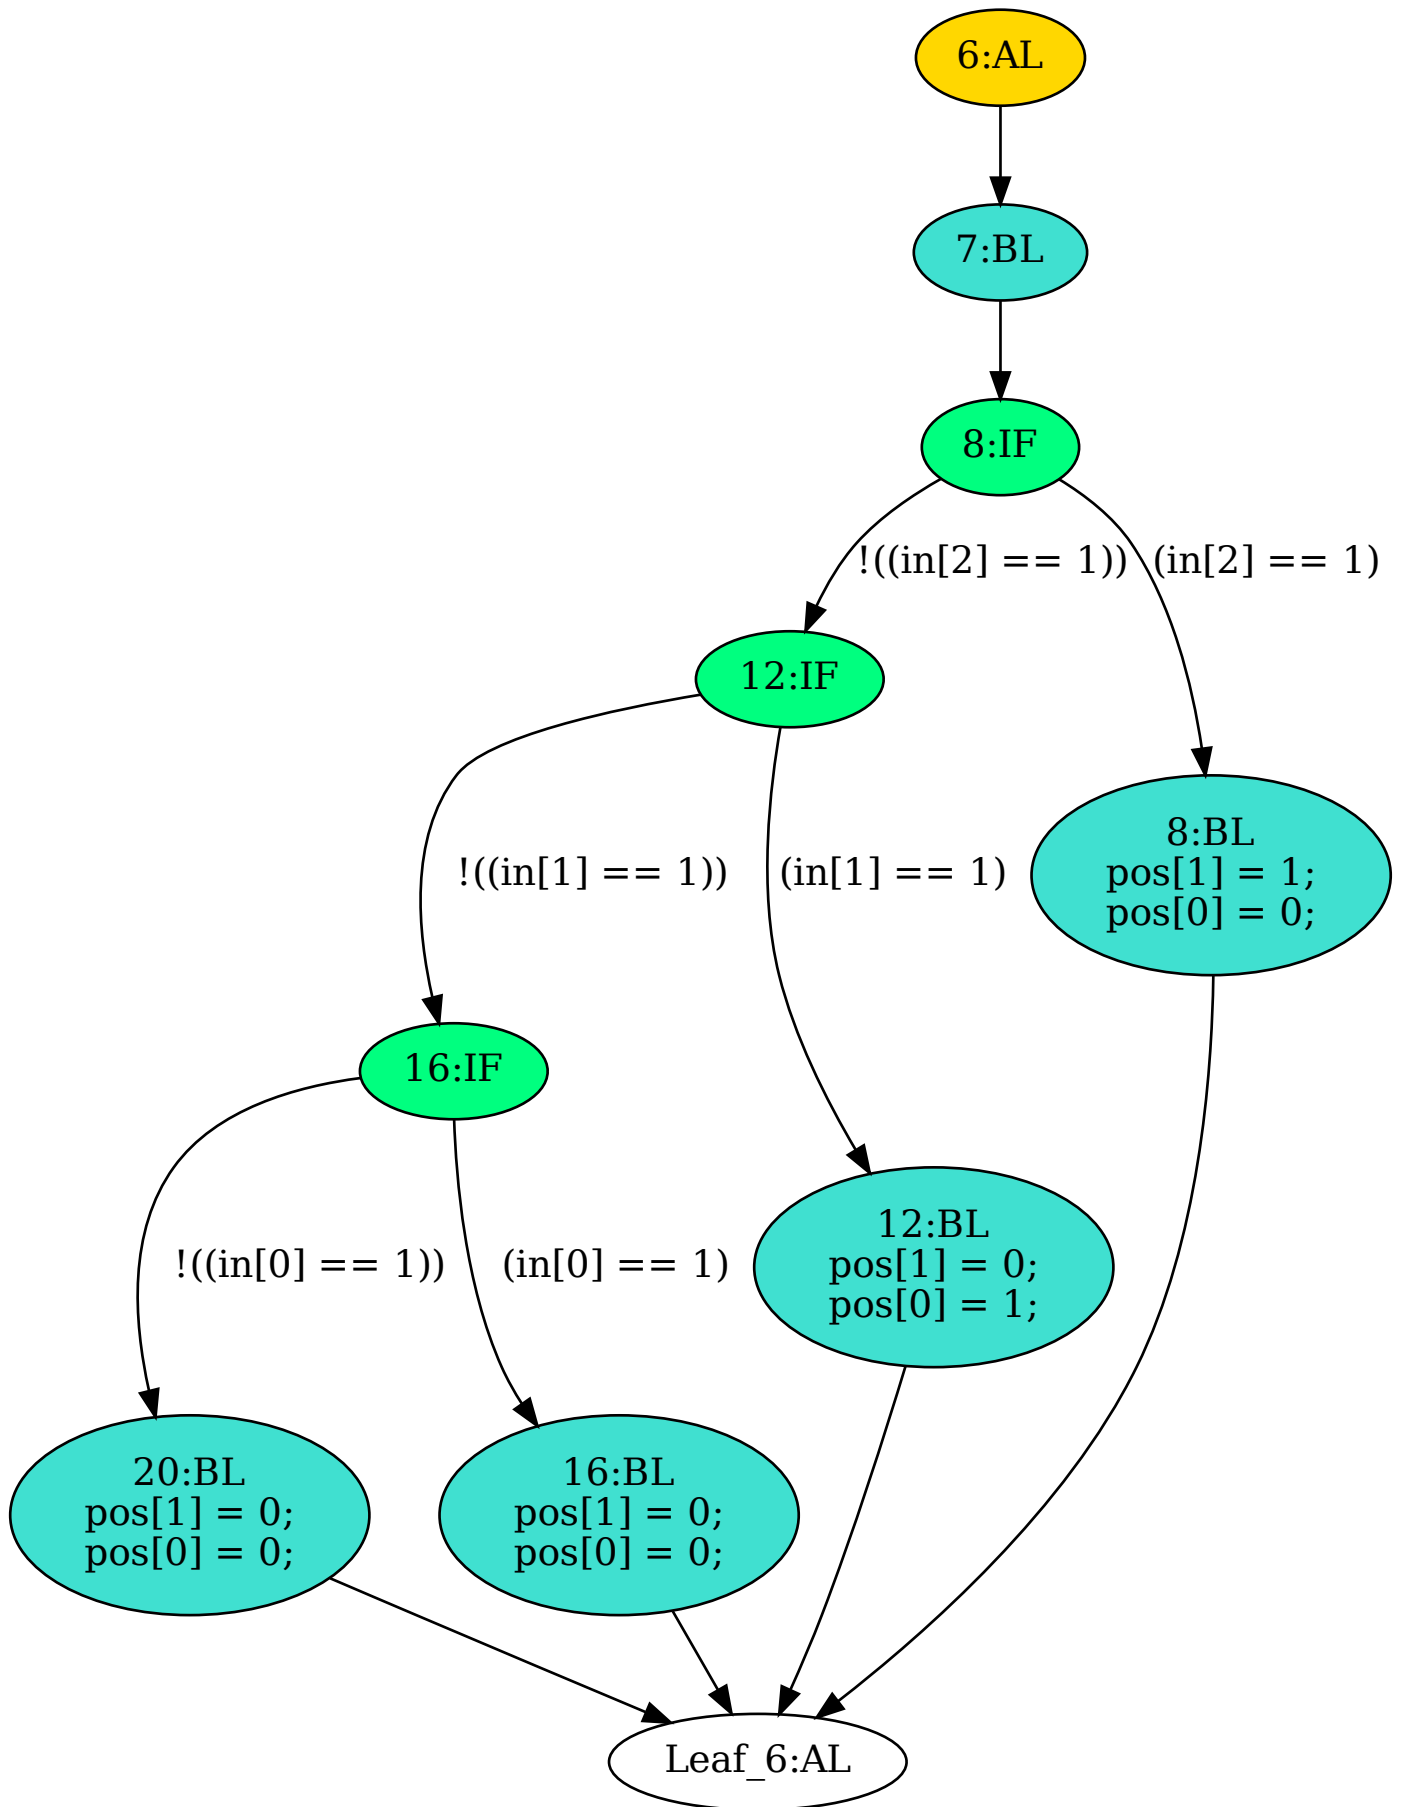 6:AL
7:BL
8:IF
!((in[2] == 1))
(in[2] == 1)
12:IF
8:BL
pos[1] = 1;
pos[0] = 0;
!((in[1] == 1))
(in[1] == 1)
16:IF
12:BL
pos[1] = 0;
pos[0] = 1;
!((in[0] == 1))
(in[0] == 1)
20:BL
pos[1] = 0;
pos[0] = 0;
16:BL
pos[1] = 0;
pos[0] = 0;
Leaf_6:AL